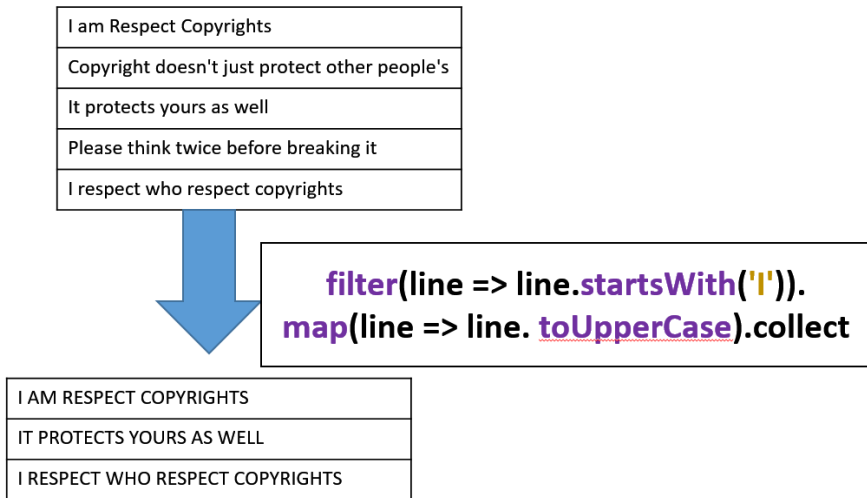 I am Respect Copyrights
Copyright doesn't just protect other people's
It protects yours as well
Please think twice before breaking it
I respect who respect copyrights
filter(line => line.startsWith('I')).
map(line => line. toUpperCase).collect
I AM RESPECT COPYRIGHTS
IT PROTECTS YOURS AS WELL
I RESPECT WHO RESPECT COPYRIGHTS